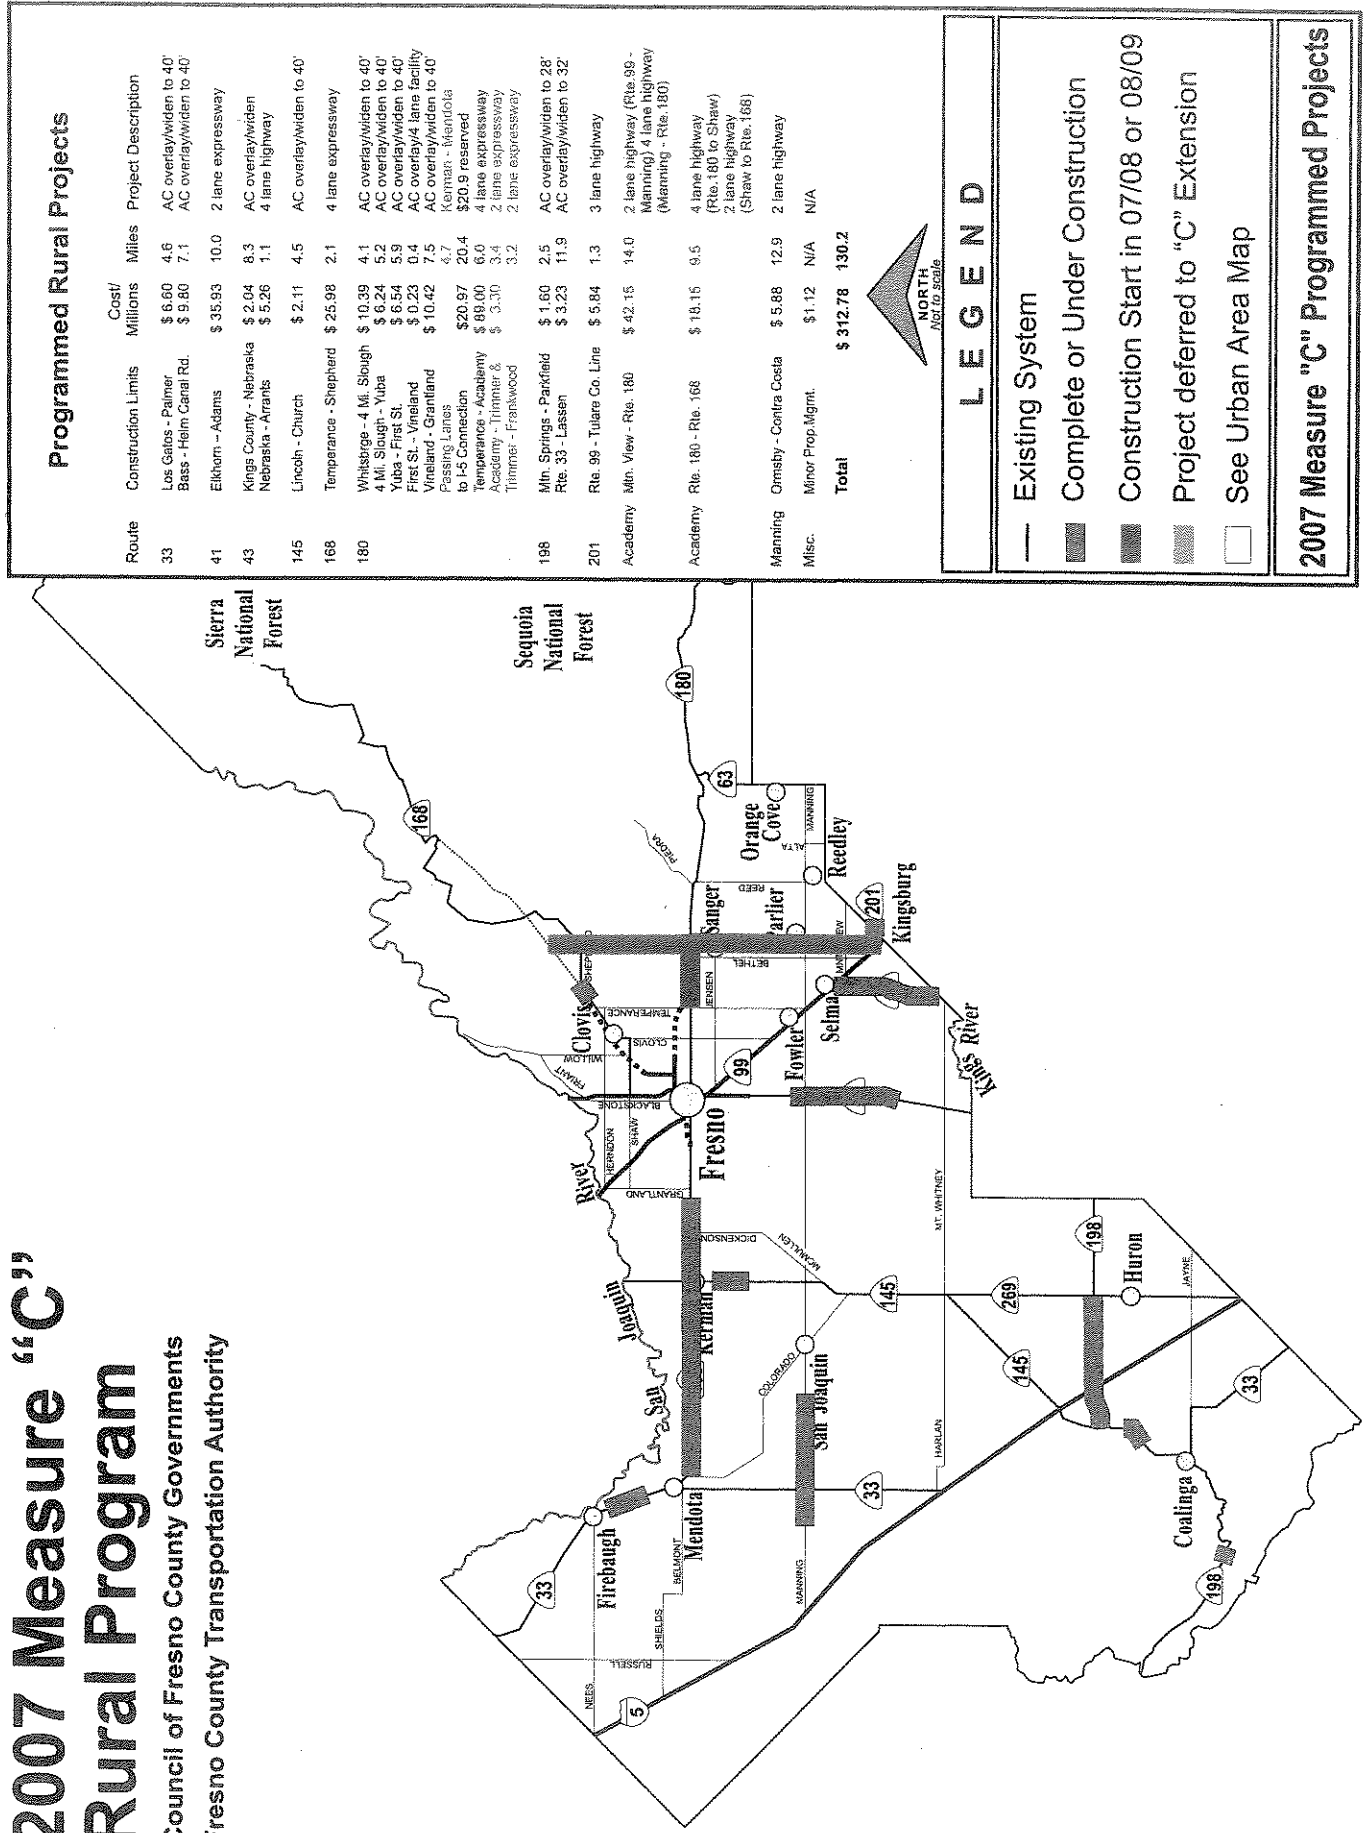 2007 Measure “C”
Rural Program
Council of Fresno County Governments
Fresno County Transportation Authority
Programmed Rural Projects
Route Construction Limits Cost/ Millions Miles Project Description
33 Los Gatos - Palmer $ 6.60 4.6 AC overlay/widen to 40'
Bass - Helm Canal Rd. $ 9.80 7.1 AC overlay/widen to 40'
41 Elkhorn - Adams $ 35.93 10.0 2 lane expressway
43 Kings County - Nebraska $ 2.04 8.3 AC overlay/widen
Nebraska - Arrants $ 5.26 1.1 4 lane highway
145 Lincoln - Church $ 2.11 4.5 AC overlay/widen to 40'
168 Temperance - Shepherd $ 25.98 2.1 4 lane expressway
180 Whitsbrge - 4 Mi. Slough $ 10.39 4.1 AC overlay/widen to 40'
4 Mi. Slough - Yuba $ 6.24 5.2 AC overlay/widen to 40'
Yuba - First St. $ 6.54 5.9 AC overlay/widen to 40'
First St. - Vineland $ 0.23 0.4 AC overlay/4 lane facility
Vineland - Grantland $ 10.42 7.5 AC overlay/widen to 40'
Passing Lanes 4.7 Kerman - Mendota
to I-5 Connection $20.97 20.4 $20.9 reserved
Temperance - Academy $ 89.00 6.0 4 lane expressway
Academy - Trimmer & $ 3.30 3.4 2 lane expressway
Trimmer - Frankwood 3.2 2 lane expressway
198 Mtn. Springs - Parkfield $ 1.60 2.5 AC overlay/widen to 28'
Rte. 33 - Lassen $ 3.23 11.9 AC overlay/widen to 32'
201 Rte. 99 - Tulare Co. Line $ 5.84 1.3 3 lane highway
Academy Mtn. View - Rte. 180 $ 42.15 14.0 2 lane highway (Rte.99 -
Manning) 4 lane highway
(Manning - Rte.180)
Academy Rte. 180 - Rte. 168 $ 18.15 9.5 4 lane highway
(Rte.180 to Shaw)
2 lane highway
(Shaw to Rte.168)
Manning Ormsby - Contra Costa $ 5.88 12.9 2 lane highway
Misc. Minor Prop.Mgmt. $1.12 N/A N/A
Total $ 312.78 130.2
NORTH
Not to scale
LEGEND
Existing System
Complete or Under Construction
Construction Start in 07/08 or 08/09
Project deferred to “C” Extension
See Urban Area Map
2007 Measure "C" Programmed Projects
Sierra
National
Forest
Sequoia
National
Forest
168
180
63
Orange
Cove
MANNING
ALTA
Reedley
PIEDRA
REED
Sanger
Parlier
201
Kingsburg
BETHEL
JENSEN
Clovis
TEMPERANCE
CLOVIS
WILLOW
FRIANT
BLACKSTONE
SHAW
HERNDON
GRANTLAND
Fresno
99
Fowler
Selma
Kings River
San Joaquin River
DICKENSON
MCMULLEN
Kerman
145
MT. WHITNEY
COLORADO
San Joaquin
269
198
Huron
JAYNE
145
33
HARLAN
33
Coalinga
198
Mendota
Firebaugh
33
BELMONT
SHIELDS
MANNING
RUSSELL
NEES
5